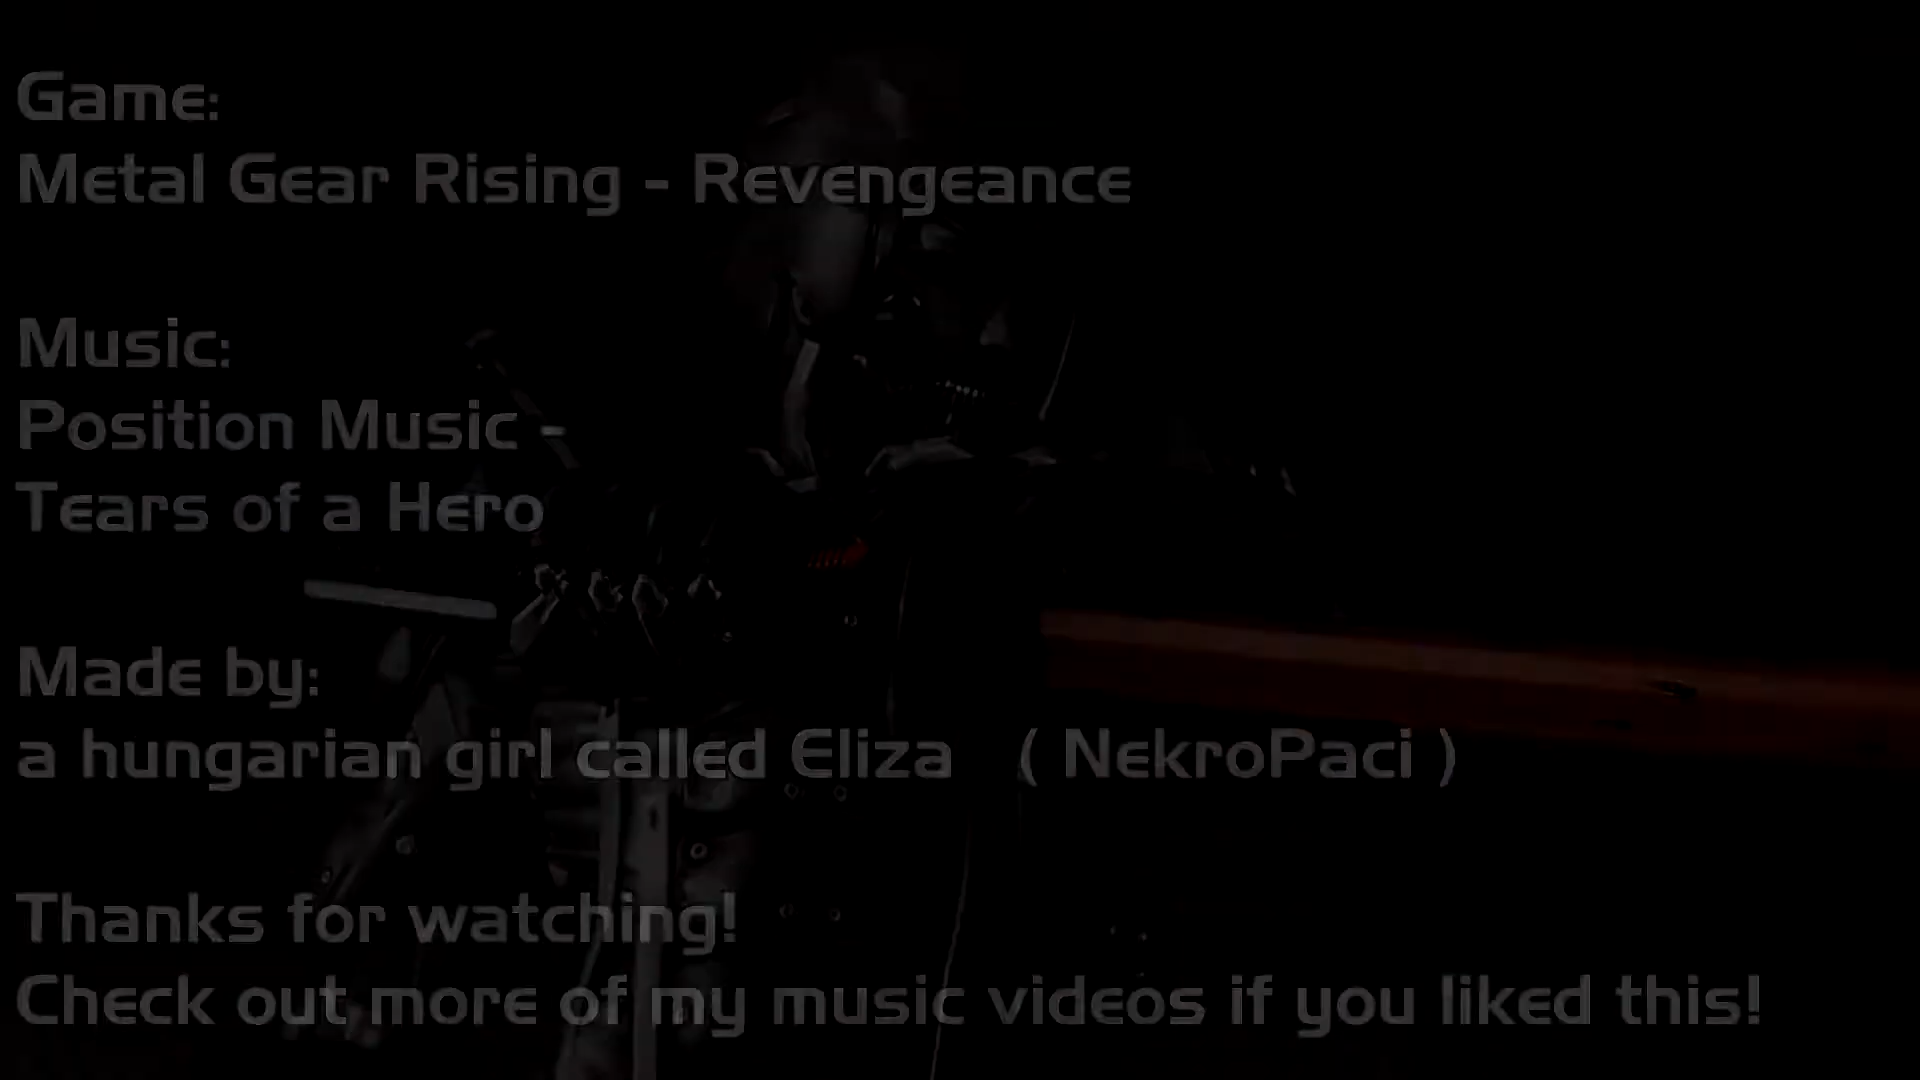 Game:
Metal Gear Rising - Revengeance
Music:
Position Music -
Tears of a Hero
Made by:
a hungarian girl called Eliza ( NekroPaci )
Thanks for watching!
Check out more of my music videos if you liked this!